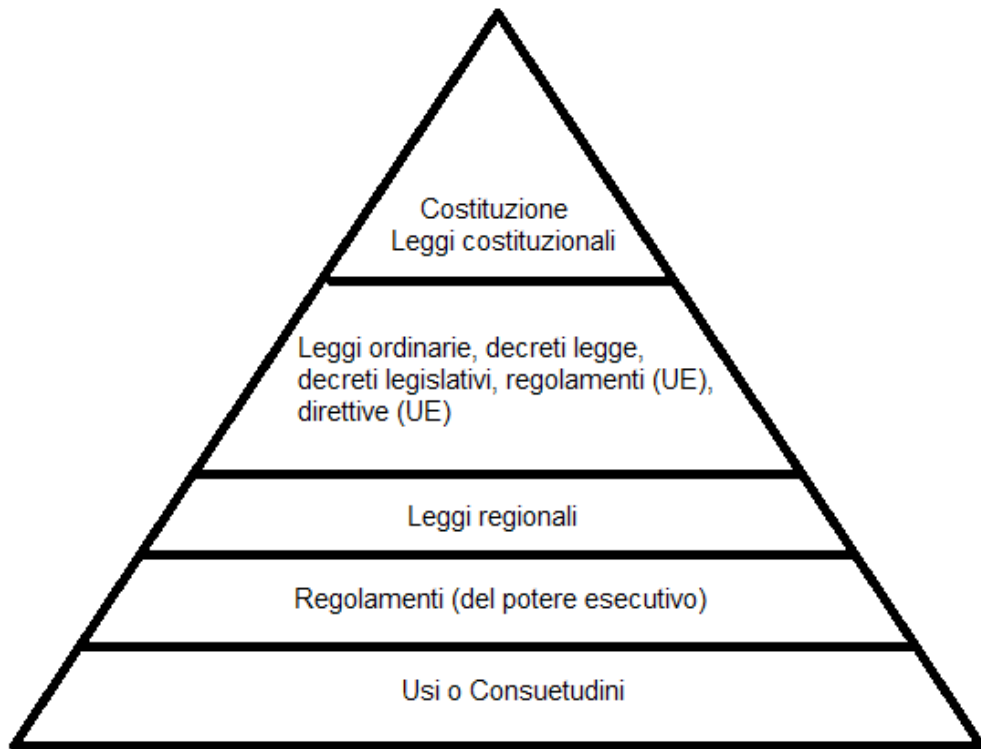 Costituzione
Leggi costituzionali
Leggi ordinarie, decreti legge,
decreti legislativi, regolamenti (UE),
direttive (UE)
Leggi regionali
Regolamenti (del potere esecutivo)
Usi o Consuetudini